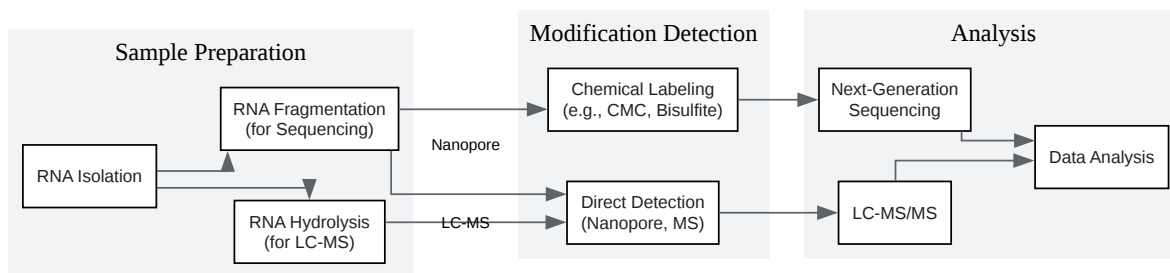 Sample Preparation
RNA Isolation
RNA Fragmentation
(for Sequencing)
RNA Hydrolysis
(for LC-MS)
Nanopore
LC-MS
Modification Detection
Chemical Labeling
(e.g., CMC, Bisulfite)
Direct Detection
(Nanopore, MS)
Analysis
Next-Generation
Sequencing
LC-MS/MS
Data Analysis